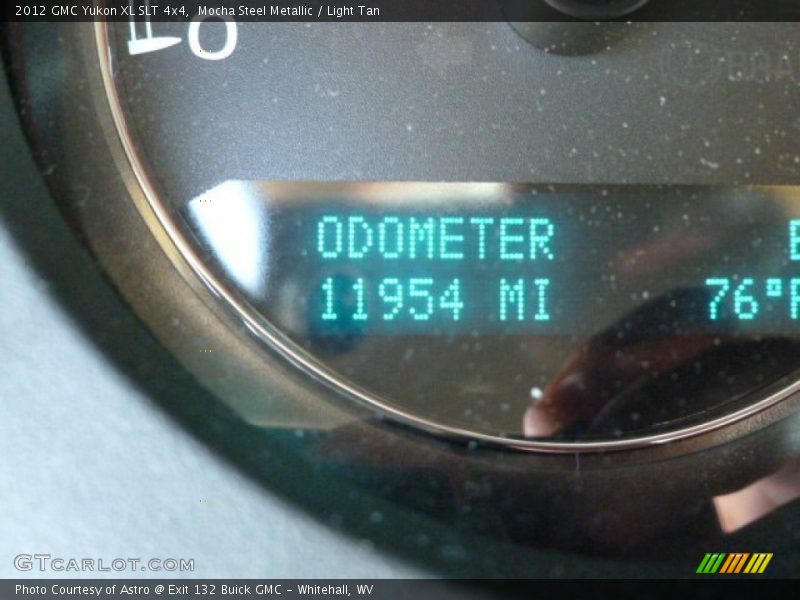 2012 GMC Yukon XL SLT 4x4, Mocha Steel Metallic / Light Tan
0
ODOMETER E
11954 MI 76°F
GTCARLOT.COM
Photo Courtesy of Astro @ Exit 132 Buick GMC - Whitehall, WV